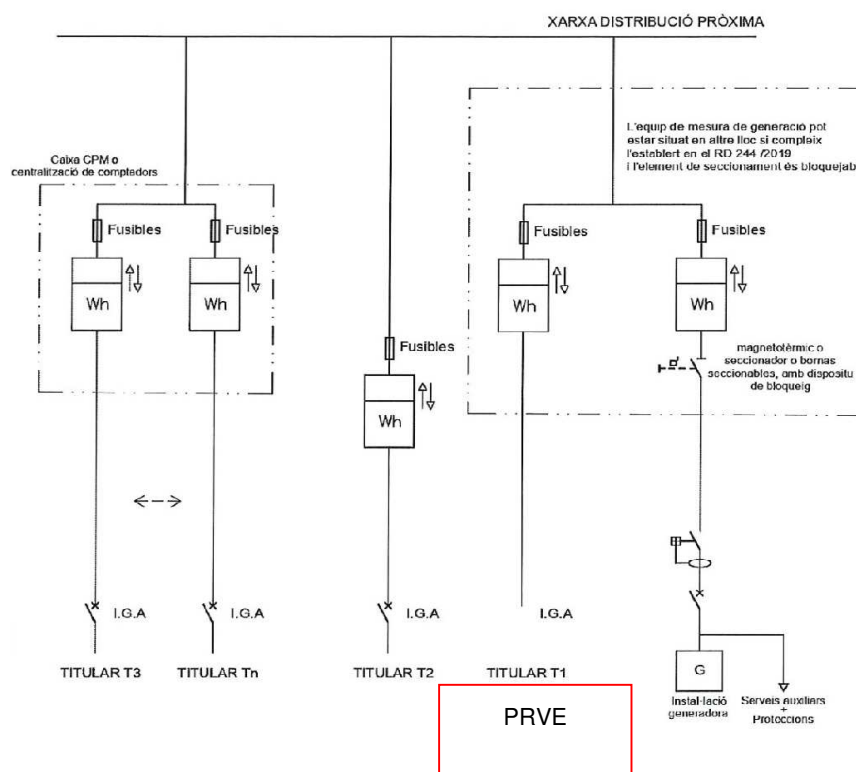 XARXA DISTRIBUCIÓ PRÒXIMA
L'equip de mesura de generació pot
estar situat en altre lloc si compleix
l'establert en el RD 244 /2019
i l'element de seccionament és bloquejab
Caixa CPM o
centralització de comptadors
Fusibles
Fusibles
Fusibles
Fusibles
Wh
Wh
Wh
Wh
Fusibles
magnetotèrmic o
seccionador o bornas
seccionables, amb dispositu
de bloqueig
Wh
I.G.A
I.G.A
I.G.A
I.G.A
TITULAR T3
TITULAR Tn
TITULAR T2
TITULAR T1
G
PRVE
Instal·lació
generadora
Serveis auxiliars
+
Proteccions